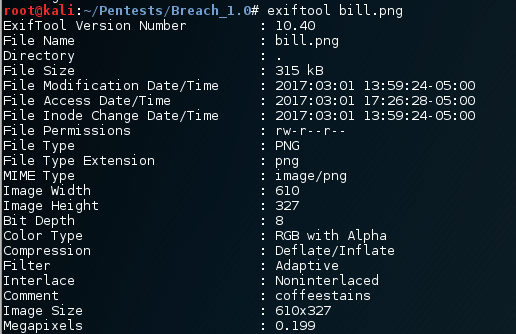 root@kali:~/Pentests/Breach_1.0# exiftool bill.png
ExifTool Version Number         : 10.40
File Name                       : bill.png
Directory                       : .
File Size                       : 315 kB
File Modification Date/Time     : 2017:03:01 13:59:24-05:00
File Access Date/Time           : 2017:03:01 17:26:28-05:00
File Inode Change Date/Time     : 2017:03:01 13:59:24-05:00
File Permissions                : rw-r--r--
File Type                       : PNG
File Type Extension             : png
MIME Type                       : image/png
Image Width                     : 610
Image Height                    : 327
Bit Depth                       : 8
Color Type                      : RGB with Alpha
Compression                     : Deflate/Inflate
Filter                          : Adaptive
Interlace                       : Noninterlaced
Comment                         : coffeestains
Image Size                      : 610x327
Megapixels                      : 0.199